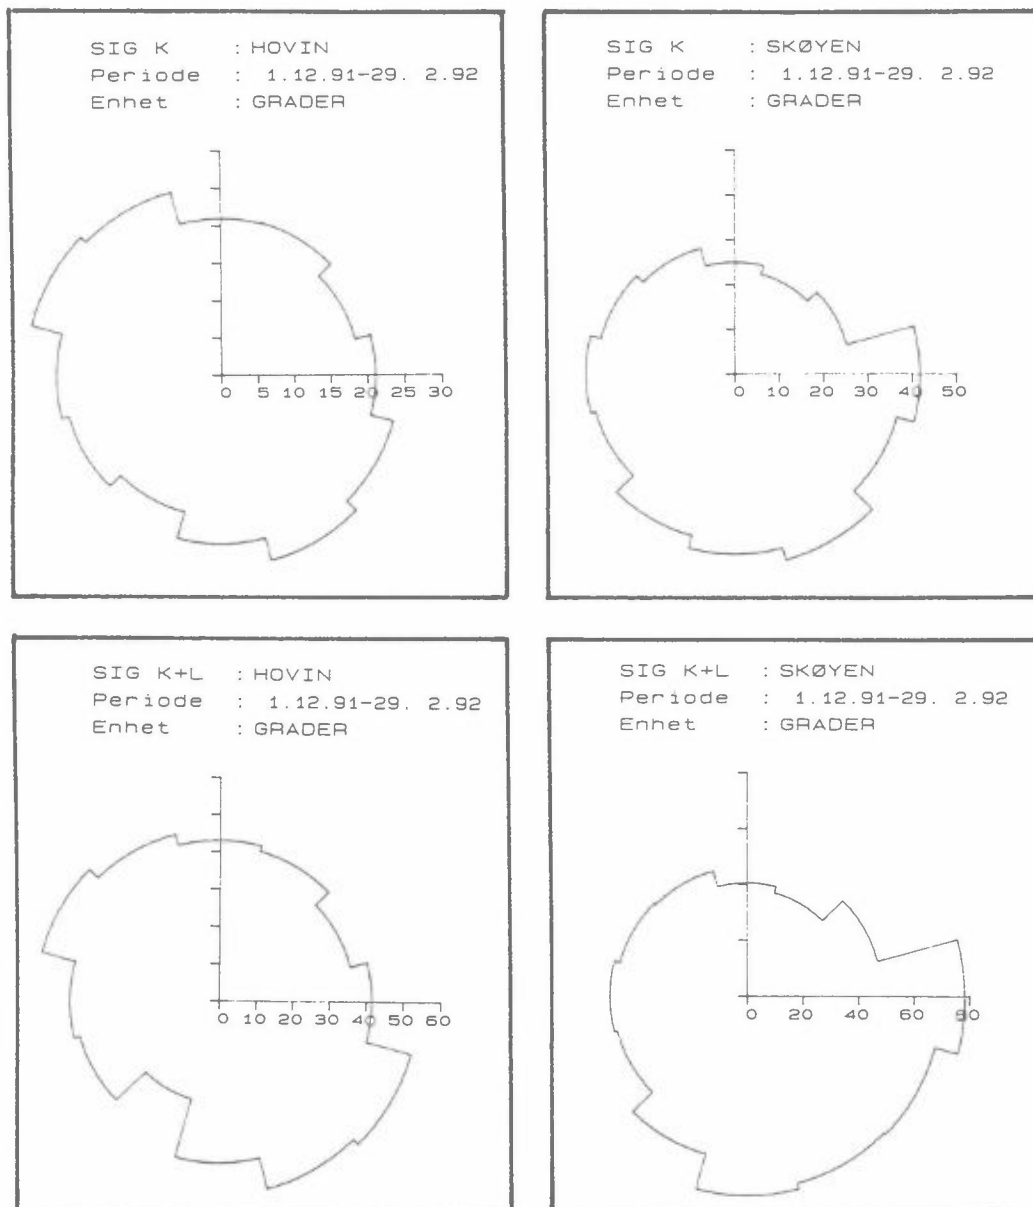 SIG K : HOVIN
Periode : 1.12.91-29. 2.92
Enhet : GRADER
0 5 10 15 20 25 30
SIG K : SKØYEN
Periode : 1.12.91-29. 2.92
Enhet : GRADER
0 10 20 30 40 50
SIG K+L : HOVIN
Periode : 1.12.91-29. 2.92
Enhet : GRADER
0 10 20 30 40 50 60
SIG K+L : SKØYEN
Periode : 1.12.91-29. 2.92
Enhet : GRADER
0 20 40 60 80